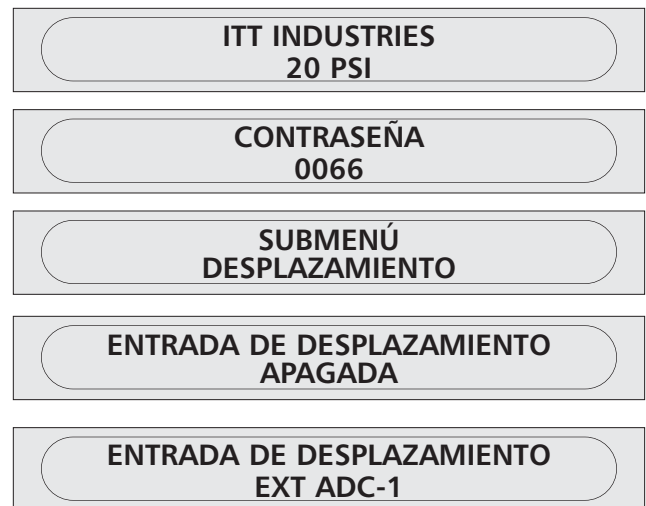 ITT INDUSTRIES
20 PSI
CONTRASEÑA
0066
SUBMENÚ
DESPLAZAMIENTO
ENTRADA DE DESPLAZAMIENTO
APAGADA
ENTRADA DE DESPLAZAMIENTO
EXT ADC-1